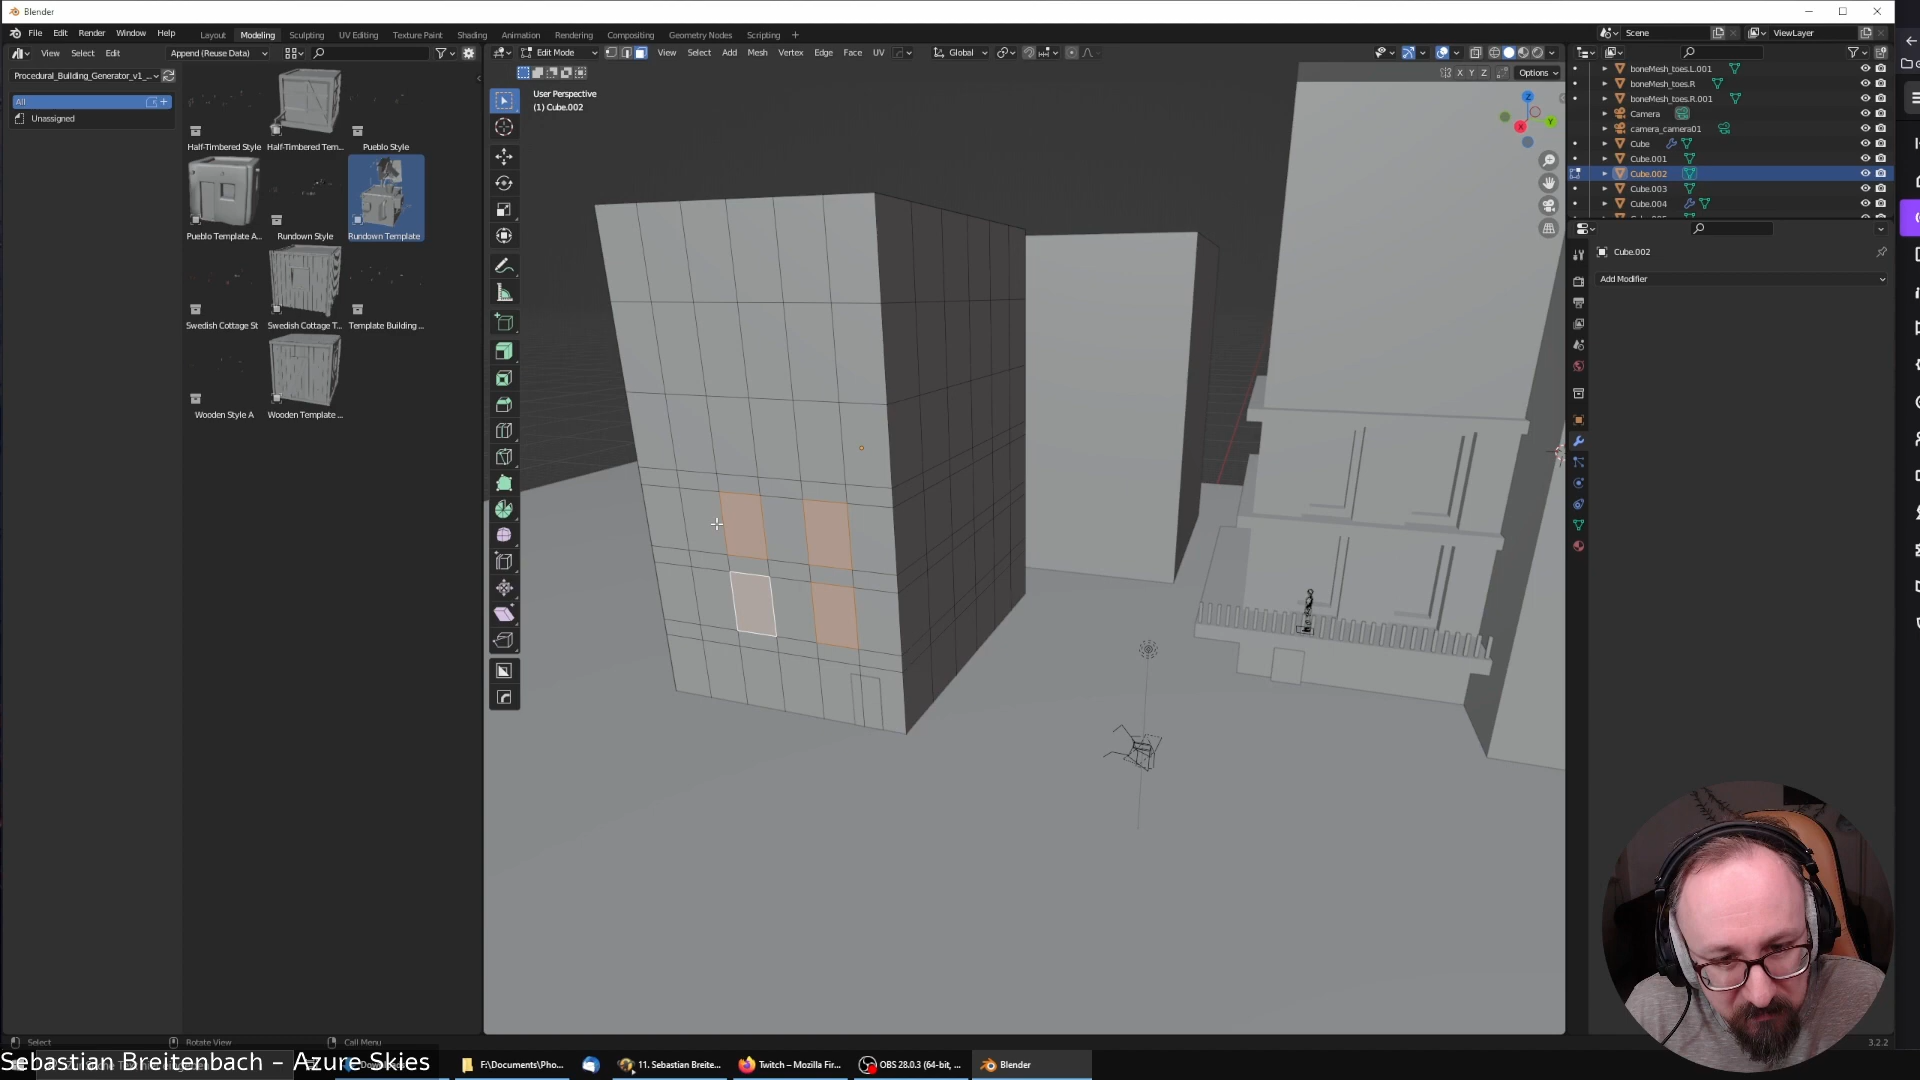 Blender
File Edit Render Window Help
Layout Modeling Sculpting UV Editing Texture Paint Shading Animation Rendering Compositing Geometry Nodes Scripting +
Scene ViewLayer
View Select Edit Append (Reuse Data)
Edit Mode View Select Add Mesh Vertex Edge Face UV Global
X Y Z Options
Procedural_Building_Generator_v1_...
All
Unassigned
Half-Timbered Style Half-Timbered Tem... Pueblo Style
Pueblo Template A... Rundown Style Rundown Template
Swedish Cottage St Swedish Cottage T... Template Building ...
Wooden Style A Wooden Template ...
User Perspective
(1) Cube.002
Z
Y
X
boneMesh_toes.L.001
boneMesh_toes.R
boneMesh_toes.R.001
Camera
camera_camera01
Cube
Cube.001
Cube.002
Cube.003
Cube.004
Cube.002
Add Modifier
Select Rotate View Call Menu
3.2.2
Sebastian Breitenbach – Azure Skies
F:\Documents\Pho...
11. Sebastian Breite...
Twitch – Mozilla Fir...
OBS 28.0.3 (64-bit, ...
Blender